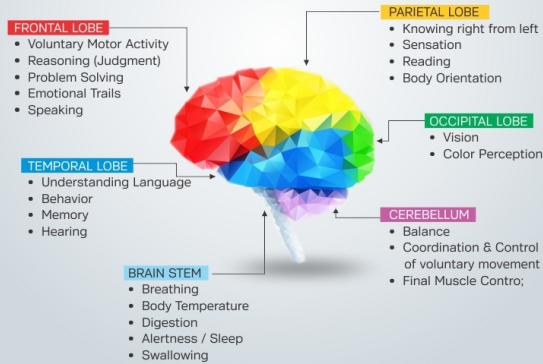 FRONTAL LOBE
• Voluntary Motor Activity
• Reasoning (Judgment)
• Problem Solving
• Emotional Trails
• Speaking
PARIETAL LOBE
• Knowing right from left
• Sensation
• Reading
• Body Orientation
OCCIPITAL LOBE
• Vision
• Color Perception
TEMPORAL LOBE
• Understanding Language
• Behavior
• Memory
• Hearing
CEREBELLUM
• Balance
• Coordination & Control
of voluntary movement
• Final Muscle Contro;
BRAIN STEM
• Breathing
• Body Temperature
• Digestion
• Alertness / Sleep
• Swallowing